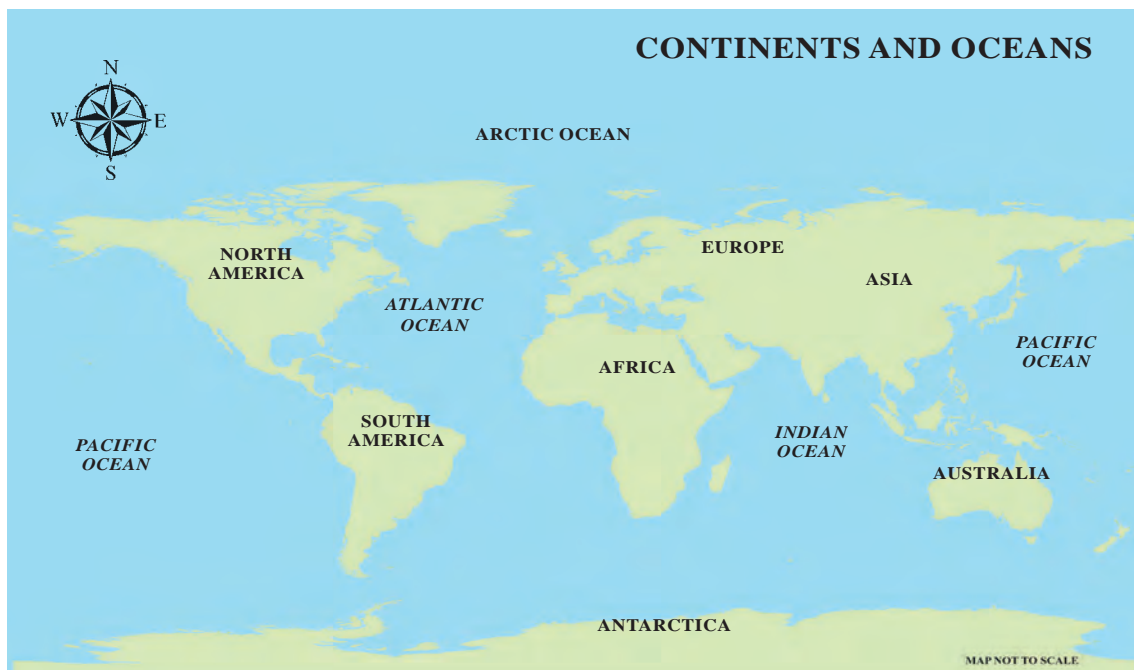 CONTINENTS AND OCEANS
N
W
E
S
ARCTIC OCEAN
NORTH
AMERICA
EUROPE
ASIA
ATLANTIC
OCEAN
PACIFIC
OCEAN
AFRICA
SOUTH
AMERICA
PACIFIC
OCEAN
INDIAN
OCEAN
AUSTRALIA
ANTARCTICA
MAP NOT TO SCALE